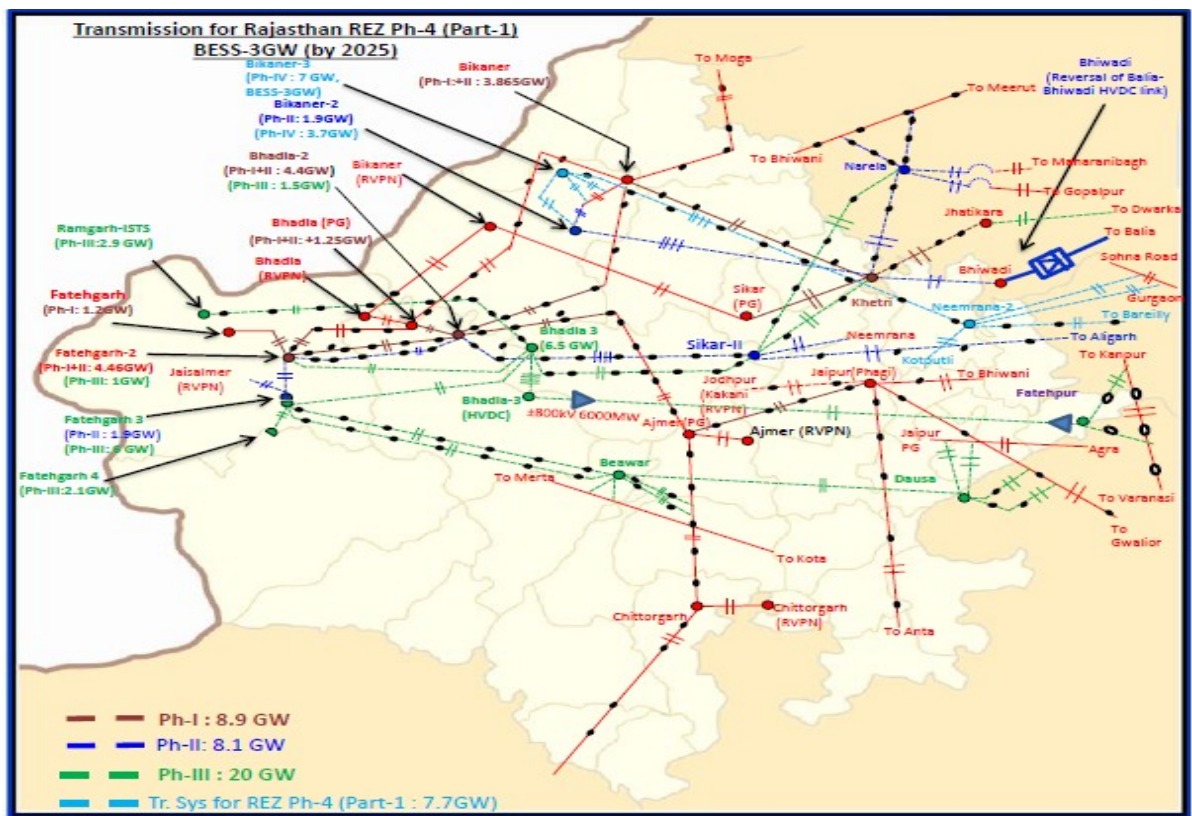 Transmission for Rajasthan REZ Ph-4 (Part-1)
BESS-3GW (by 2025)
Bikaner-3
(Ph-IV : 7 GW,
BESS-3GW)
Bikaner
(Ph-I:+II : 3.865GW)
To Moga
Bhiwadi
(Reversal of Balia-
Bhiwadi HVDC link)
Bikaner-2
(Ph-II: 1.9GW)
(Ph-IV : 3.7GW)
To Meerut
Bhadla-2
(Ph-I+II : 4.4GW)
(Ph-III : 1.5GW)
Bikaner
(RVPN)
To Bhiwani
Narela
To Maharanibagh
To Gopalpur
Ramgarh-ISTS
(Ph-III:2.9 GW)
Bhadla (PG)
(Ph-I+II: +1.25GW)
Jhatikara
To Dwarka
To Balia
Bhadla
(RVPN)
Bhiwadi
Sohna Road
Fatehgarh
(Ph-I: 1.2GW)
Sikar
(PG)
Khetri
Neemrana-2
Gurgaon
To Bareilly
Fatehgarh-2
(Ph-I+II: 4.46GW)
(Ph-III: 1GW)
Bhadla 3
(6.5 GW)
Sikar-II
Neemrana
Kotputli
To Aligarh
Jaisalmer
(RVPN)
To Kanpur
Jodhpur
(Kakani)
(RVPN)
Jaipur(Phagi)
To Bhiwani
Fatehpur
Bhadla-3
(HVDC)
±800kV 6000MW
Fatehgarh 3
(Ph-II : 1.9GW)
(Ph-III: 6 GW)
Ajmer(PG)
Ajmer (RVPN)
Jaipur
PG
Agra
Fatehgarh 4
(Ph-III:2.1GW)
Beawar
To Merta
Dausa
To Varanasi
To
Gwalior
To Kota
Chittorgarh
Chittorgarh
(RVPN)
To Anta
Ph-I : 8.9 GW
Ph-II: 8.1 GW
Ph-III : 20 GW
Tr. Sys for REZ Ph-4 (Part-1 : 7.7GW)